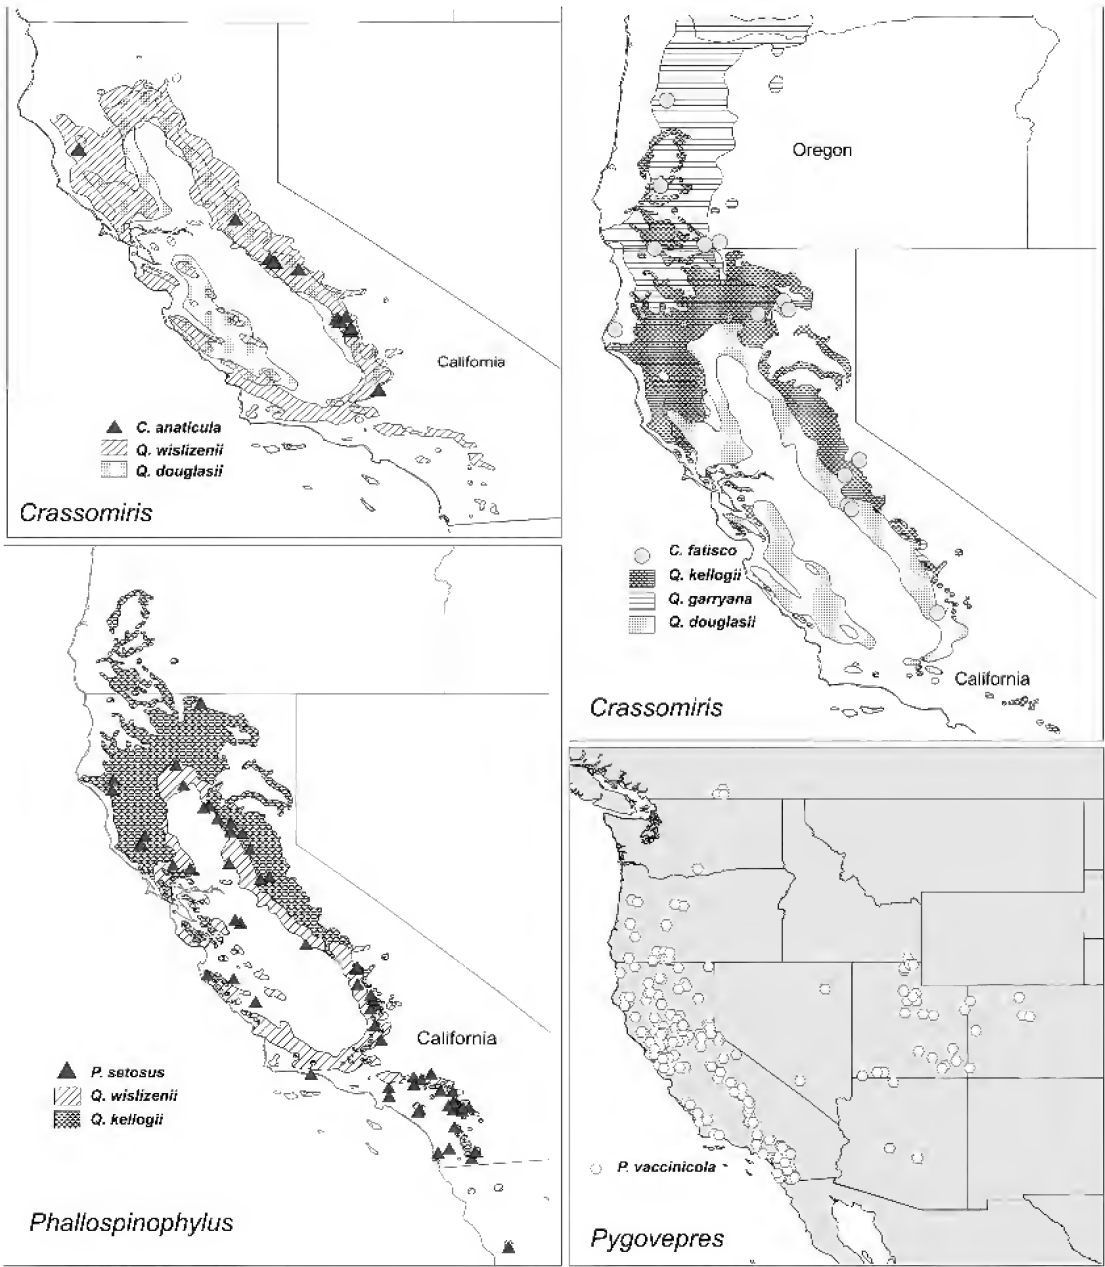 California
C. anaticula
Q. wislizenii
Q. douglasii
Crassomiris
Oregon
C. fatisco
Q. kellogii
Q. garryana
Q. douglasii
California
Crassomiris
California
P. setosus
Q. wislizenii
Q. kellogii
Phallospinophylus
P. vaccinicola
Pygovepres